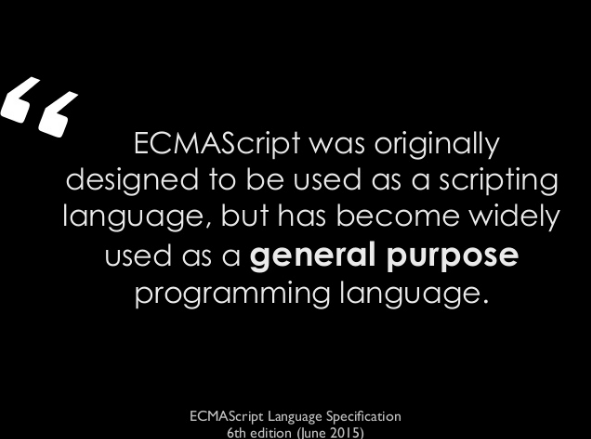 “
ECMAScript was originally
designed to be used as a scripting
language, but has become widely
used as a general purpose
programming language.
ECMAScript Language Specification
6th edition (June 2015)